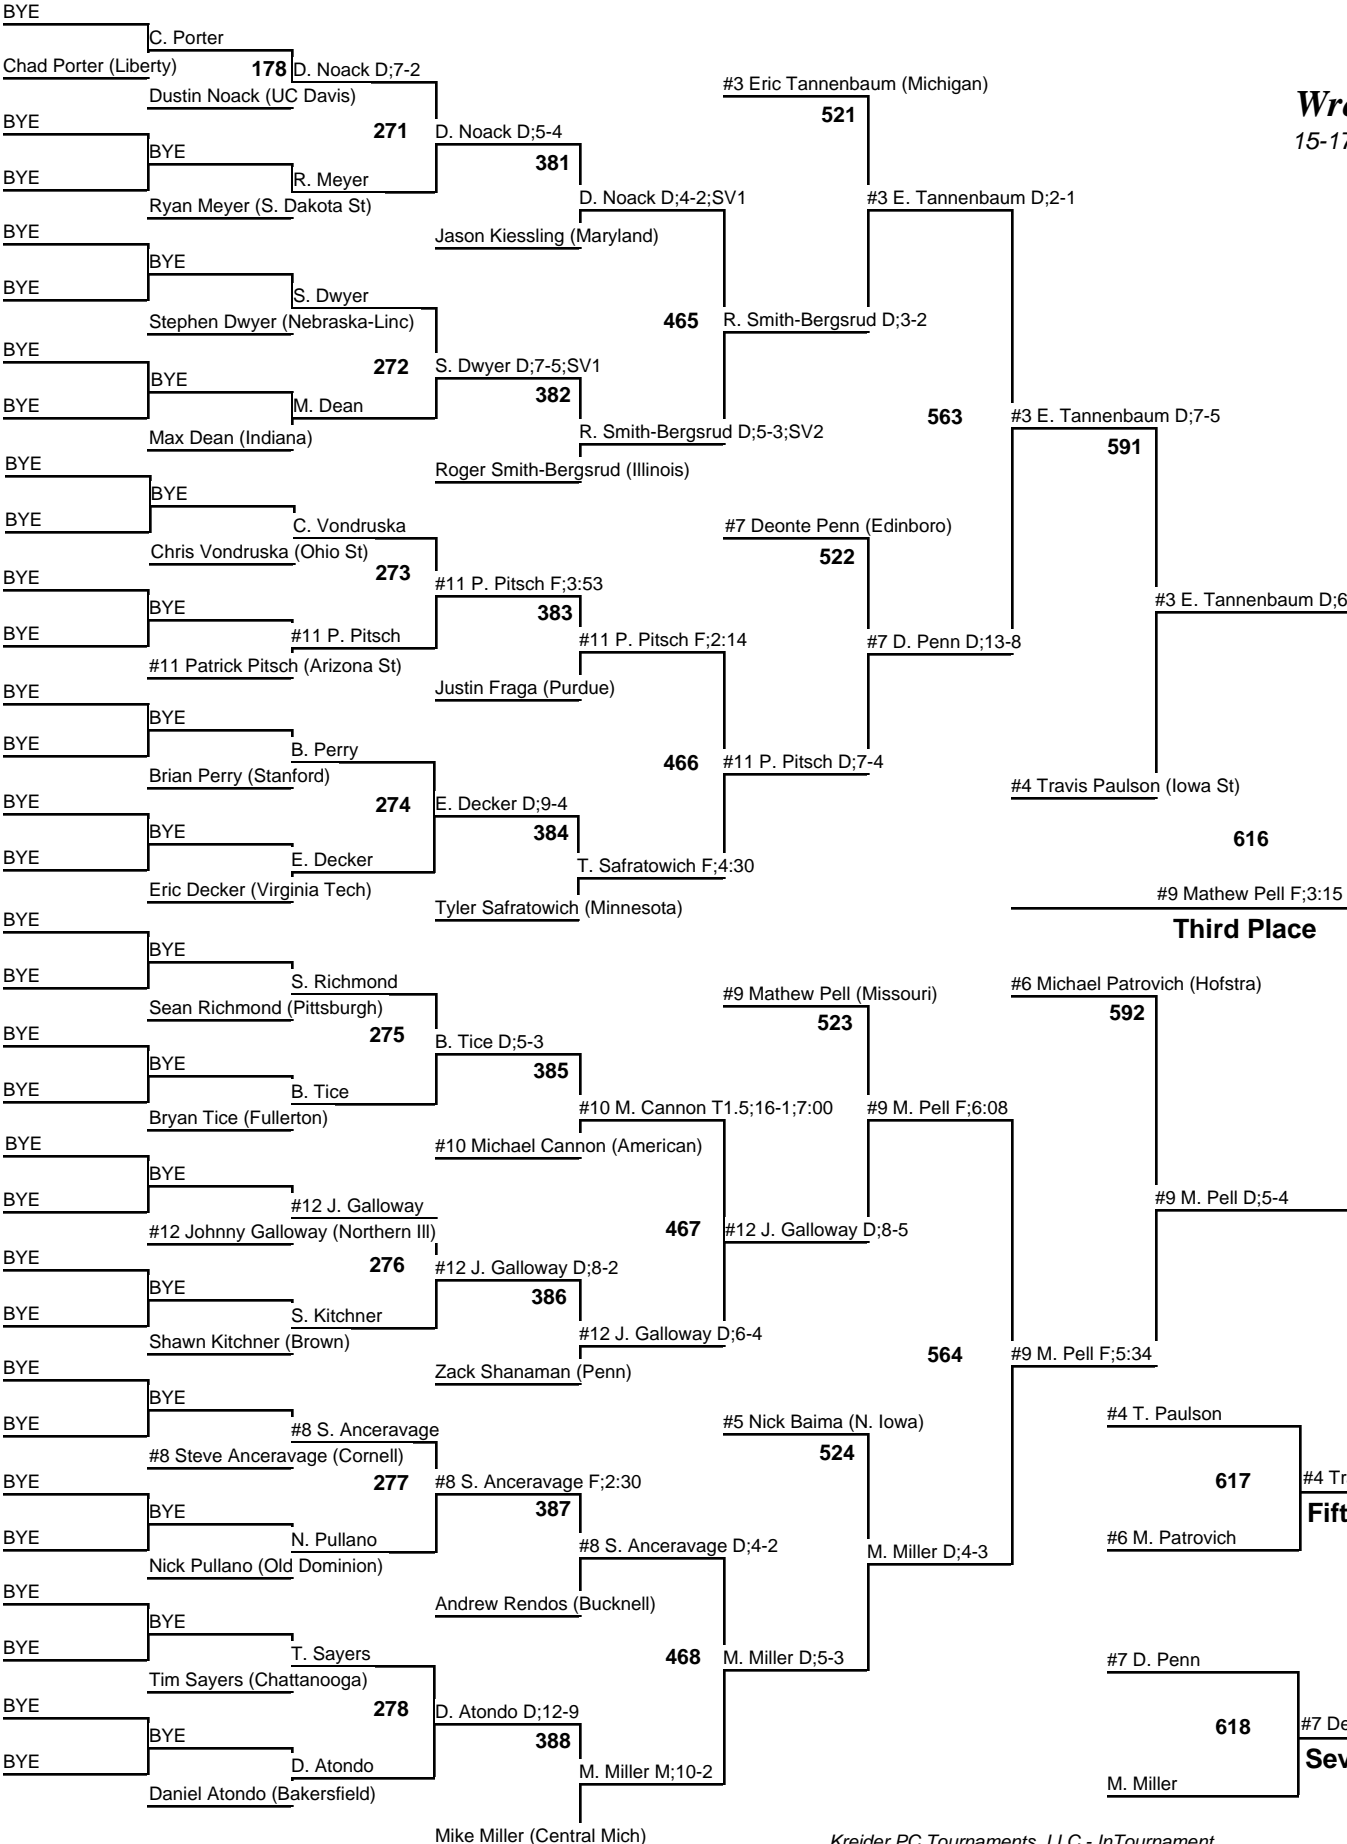 BYE
C. Porter
Chad Porter (Liberty)
178
D. Noack D;7-2
Dustin Noack (UC Davis)
BYE
271
D. Noack D;5-4
BYE
381
BYE
R. Meyer
Ryan Meyer (S. Dakota St)
D. Noack D;4-2;SV1
BYE
Jason Kiessling (Maryland)
BYE
BYE
S. Dwyer
Stephen Dwyer (Nebraska-Linc)
465
R. Smith-Bergsrud D;3-2
BYE
272
S. Dwyer D;7-5;SV1
BYE
382
BYE
M. Dean
Max Dean (Indiana)
R. Smith-Bergsrud D;5-3;SV2
BYE
Roger Smith-Bergsrud (Illinois)
BYE
BYE
C. Vondruska
Chris Vondruska (Ohio St)
BYE
273
#11 P. Pitsch F;3:53
BYE
383
BYE
#11 P. Pitsch
#11 P. Pitsch F;2:14
#11 Patrick Pitsch (Arizona St)
BYE
Justin Fraga (Purdue)
BYE
BYE
B. Perry
Brian Perry (Stanford)
466
#11 P. Pitsch D;7-4
BYE
274
E. Decker D;9-4
BYE
384
BYE
E. Decker
T. Safratowich F;4:30
Eric Decker (Virginia Tech)
Tyler Safratowich (Minnesota)
BYE
BYE
BYE
S. Richmond
Sean Richmond (Pittsburgh)
BYE
275
B. Tice D;5-3
BYE
385
BYE
B. Tice
#10 M. Cannon T1.5;16-1;7:00
Bryan Tice (Fullerton)
BYE
#10 Michael Cannon (American)
BYE
BYE
#12 J. Galloway
#12 Johnny Galloway (Northern Ill)
467
#12 J. Galloway D;8-5
BYE
276
#12 J. Galloway D;8-2
BYE
386
BYE
S. Kitchner
#12 J. Galloway D;6-4
Shawn Kitchner (Brown)
BYE
Zack Shanaman (Penn)
BYE
BYE
#8 S. Anceravage
#8 Steve Anceravage (Cornell)
BYE
277
#8 S. Anceravage F;2:30
BYE
387
BYE
N. Pullano
#8 S. Anceravage D;4-2
Nick Pullano (Old Dominion)
BYE
Andrew Rendos (Bucknell)
BYE
BYE
T. Sayers
Tim Sayers (Chattanooga)
468
M. Miller D;5-3
BYE
278
D. Atondo D;12-9
BYE
388
BYE
D. Atondo
M. Miller M;10-2
Daniel Atondo (Bakersfield)
Mike Miller (Central Mich)
#3 Eric Tannenbaum (Michigan)
521
#3 E. Tannenbaum D;2-1
563
#3 E. Tannenbaum D;7-5
591
#7 Deonte Penn (Edinboro)
522
#7 D. Penn D;13-8
#3 E. Tannenbaum D;6
#4 Travis Paulson (Iowa St)
616
#9 Mathew Pell F;3:15
Third Place
#9 Mathew Pell (Missouri)
523
#9 M. Pell F;6:08
#6 Michael Patrovich (Hofstra)
592
#9 M. Pell D;5-4
564
#9 M. Pell F;5:34
#5 Nick Baima (N. Iowa)
524
M. Miller D;4-3
#4 T. Paulson
617
#4 Tr
Fift
#6 M. Patrovich
#7 D. Penn
618
#7 De
Sev
M. Miller
Wre
15-17
Kreider PC Tournaments, LLC - InTournament